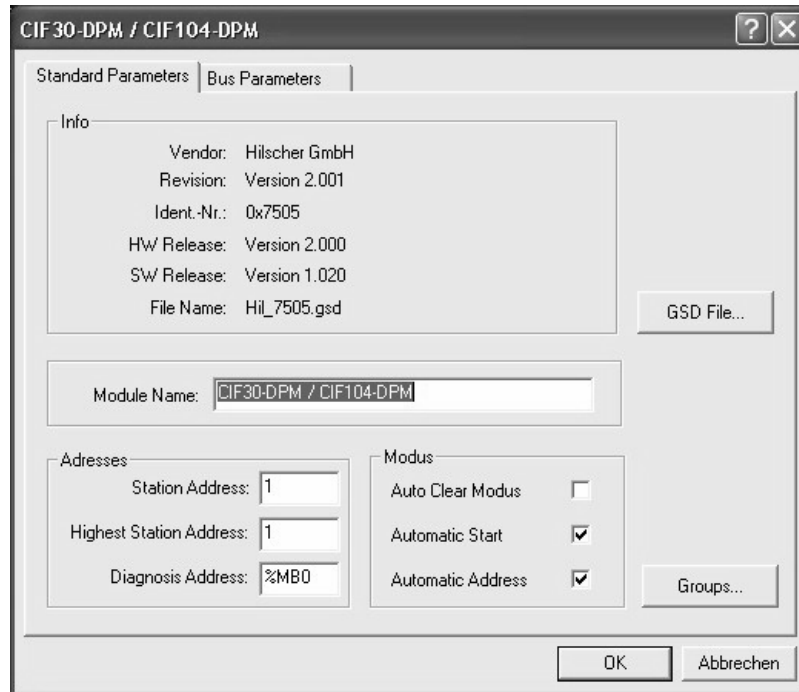 CIF30-DPM / CIF104-DPM
Standard Parameters
Bus Parameters
Info
Vendor: Hilscher GmbH
Revision: Version 2.001
Ident.-Nr.: 0x7505
HW Release: Version 2.000
SW Release: Version 1.020
File Name: Hil_7505.gsd
GSD File...
Module Name: CIF30-DPM / CIF104-DPM
Adresses
Station Address: 1
Highest Station Address: 1
Diagnosis Address: %MB0
Modus
Auto Clear Modus
Automatic Start
Automatic Address
Groups...
OK
Abbrechen